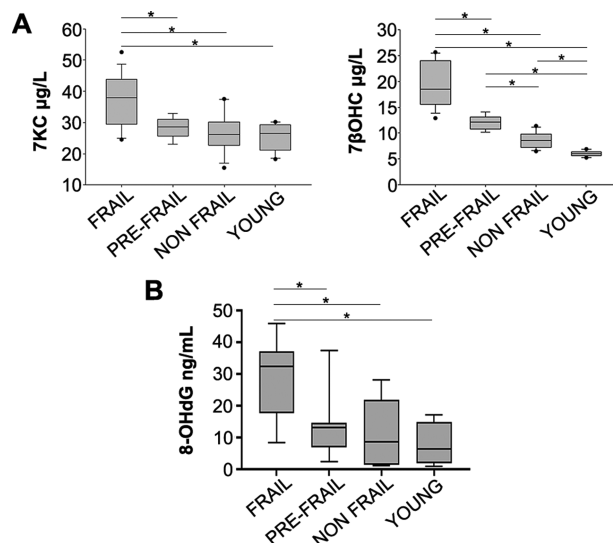 A
7KC µg/L
60
50
40
30
20
10
* 
*
*
FRAIL
PRE-FRAIL
NON FRAIL
YOUNG
7βOHC µg/L
30
25
20
15
10
5
0
*
*
*
*
*
*
FRAIL
PRE-FRAIL
NON FRAIL
YOUNG
B
8-OHdG ng/mL
50
40
30
20
10
0
*
*
*
FRAIL
PRE-FRAIL
NON FRAIL
YOUNG